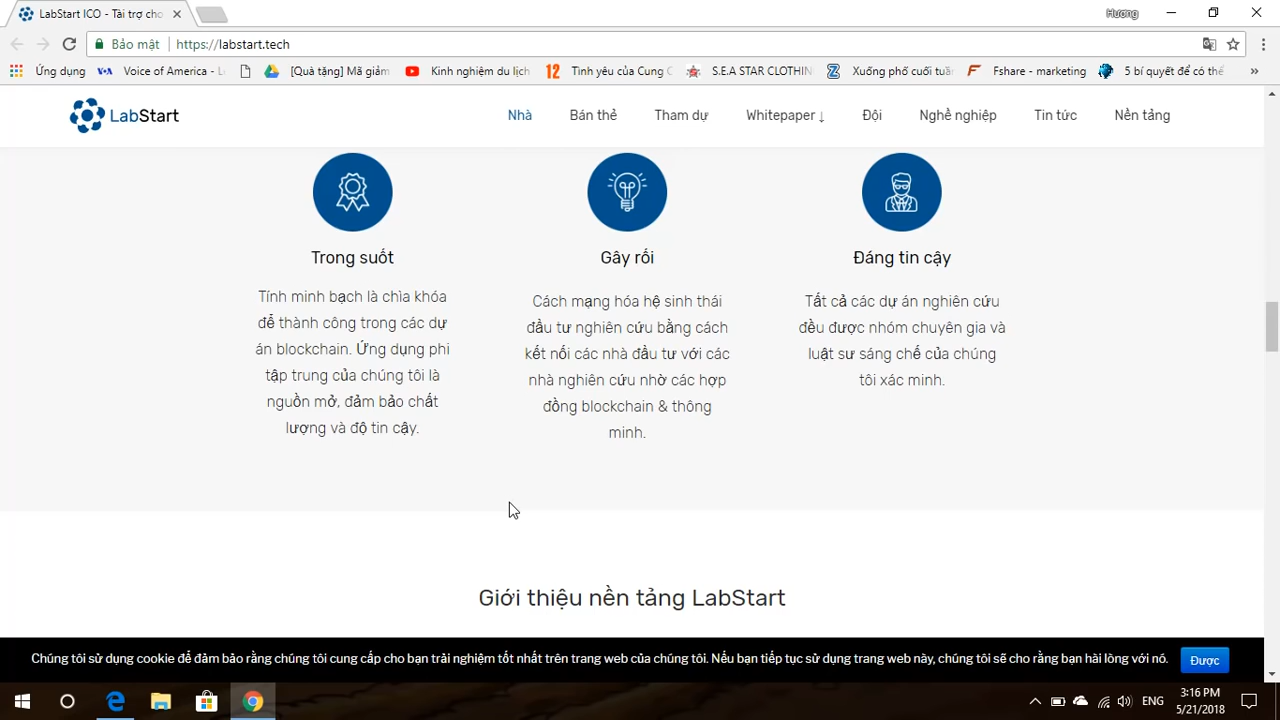 LabStart ICO - Tài trợ cho
Hương
Bảo mật
https://labstart.tech
Ứng dụng
VOA Voice of America - L
[Quà tặng] Mã giảm
Kinh nghiệm du lịch
12 Tình yêu của Cung C
S.E.A STAR CLOTHIN
Z Xuống phố cuối tuần
F Fshare - marketing
5 bí quyết để có thể
»
LabStart
Nhà
Bán thẻ
Tham dự
Whitepaper ↓
Đội
Nghề nghiệp
Tin tức
Nền tảng
Trong suốt
Tính minh bạch là chìa khóa
để thành công trong các dự
án blockchain. Ứng dụng phi
tập trung của chúng tôi là
nguồn mở, đảm bảo chất
lượng và độ tin cậy.
Gây rối
Cách mạng hóa hệ sinh thái
đầu tư nghiên cứu bằng cách
kết nối các nhà đầu tư với các
nhà nghiên cứu nhờ các hợp
đồng blockchain & thông
minh.
Đáng tin cậy
Tất cả các dự án nghiên cứu
đều được nhóm chuyên gia và
luật sư sáng chế của chúng
tôi xác minh.
Giới thiệu nền tảng LabStart
Chúng tôi sử dụng cookie để đảm bảo rằng chúng tôi cung cấp cho bạn trải nghiệm tốt nhất trên trang web của chúng tôi. Nếu bạn tiếp tục sử dụng trang web này, chúng tôi sẽ cho rằng bạn hài lòng với nó.
Được
ENG
3:16 PM
5/21/2018